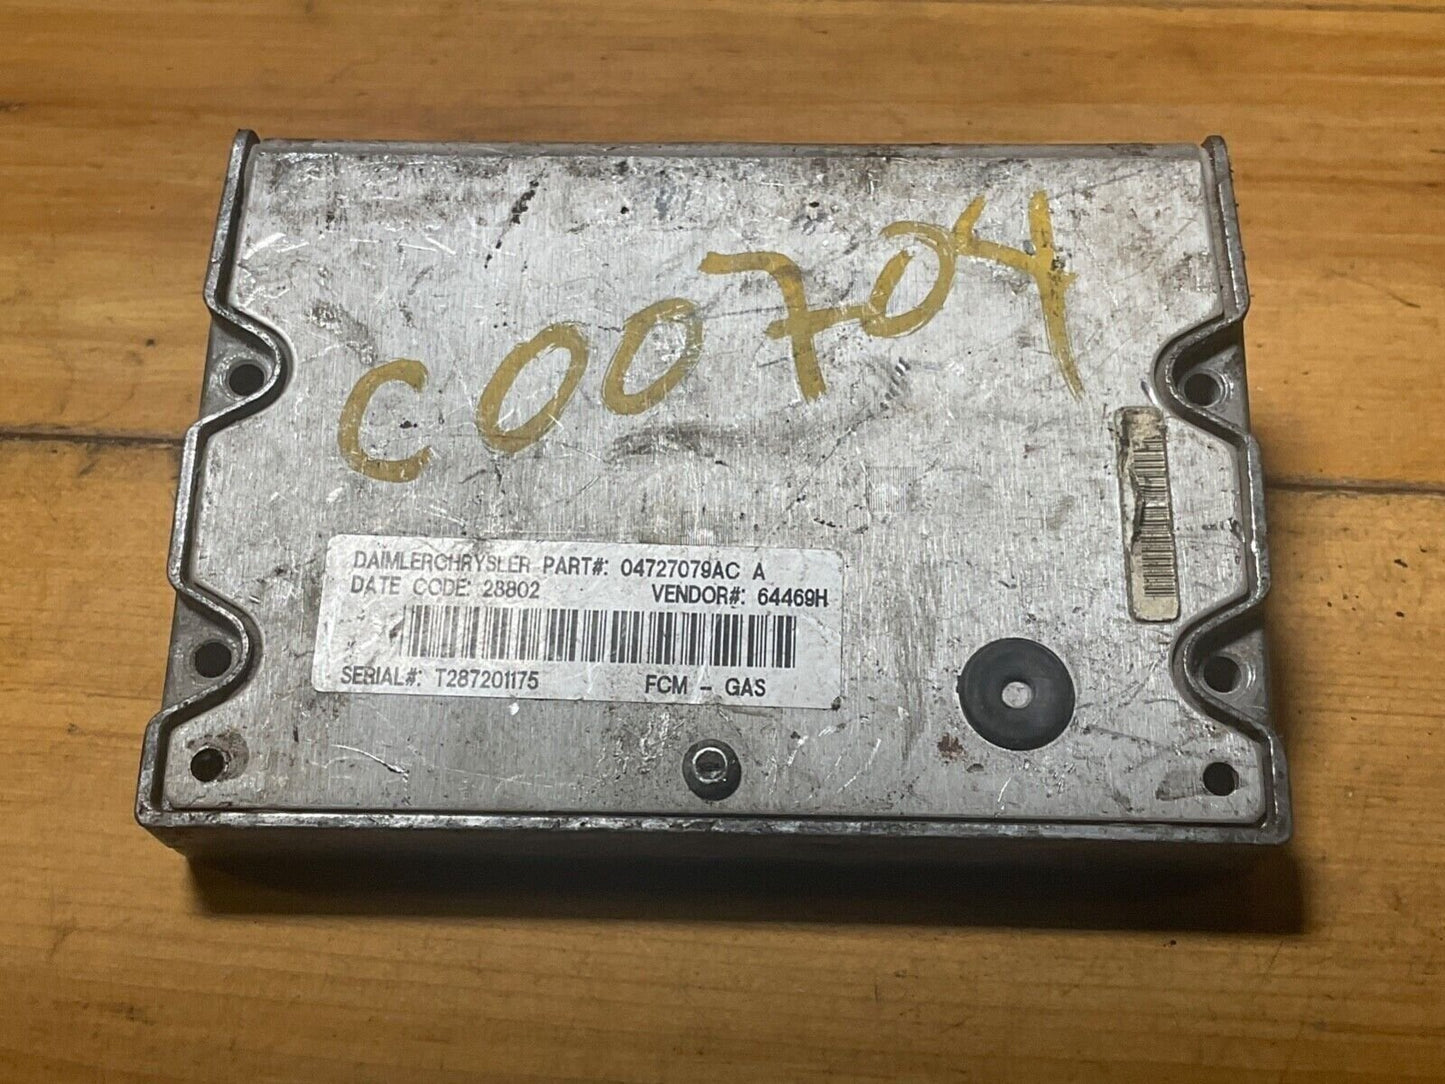 C00704
DAIMLERCHRYSLER PART#: 04727079AC A
DATE CODE: 28802 VENDOR#: 64469H
SERIAL#: T287201175 FCM - GAS